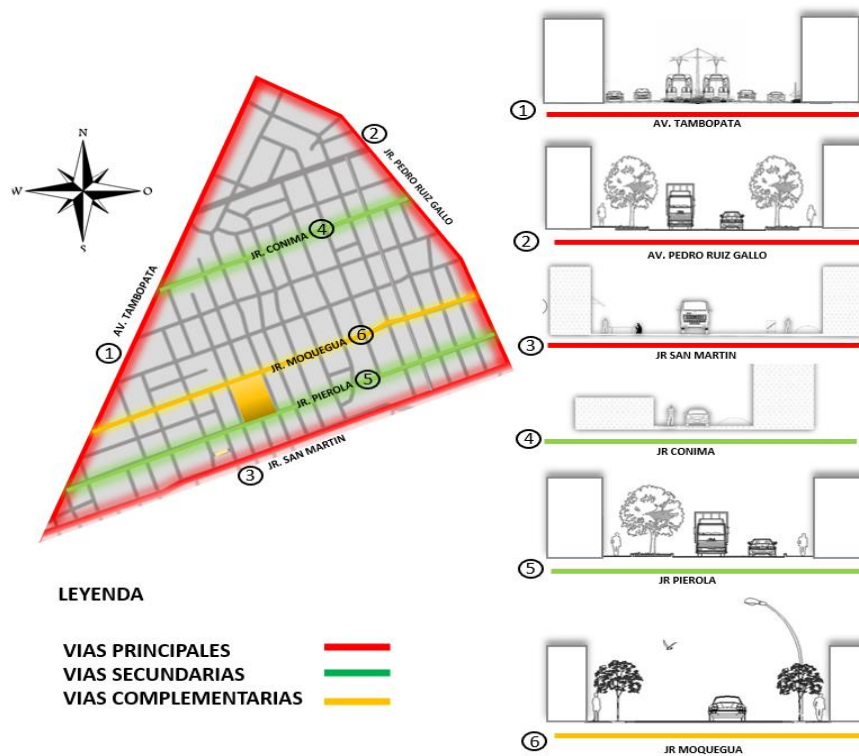 N
W
O
S
① AV. TAMBOPATA
② JR. PEDRO RUIZ GALLO
JR. CONIMA ④
JR. MOQUEGUA ⑥
JR. PIEROLA ⑤
③ JR. SAN MARTIN
LEYENDA
VIAS PRINCIPALES
VIAS SECUNDARIAS
VIAS COMPLEMENTARIAS
①
AV. TAMBOPATA
②
AV. PEDRO RUIZ GALLO
③
JR SAN MARTIN
④
JR CONIMA
⑤
JR PIEROLA
⑥
JR MOQUEGUA